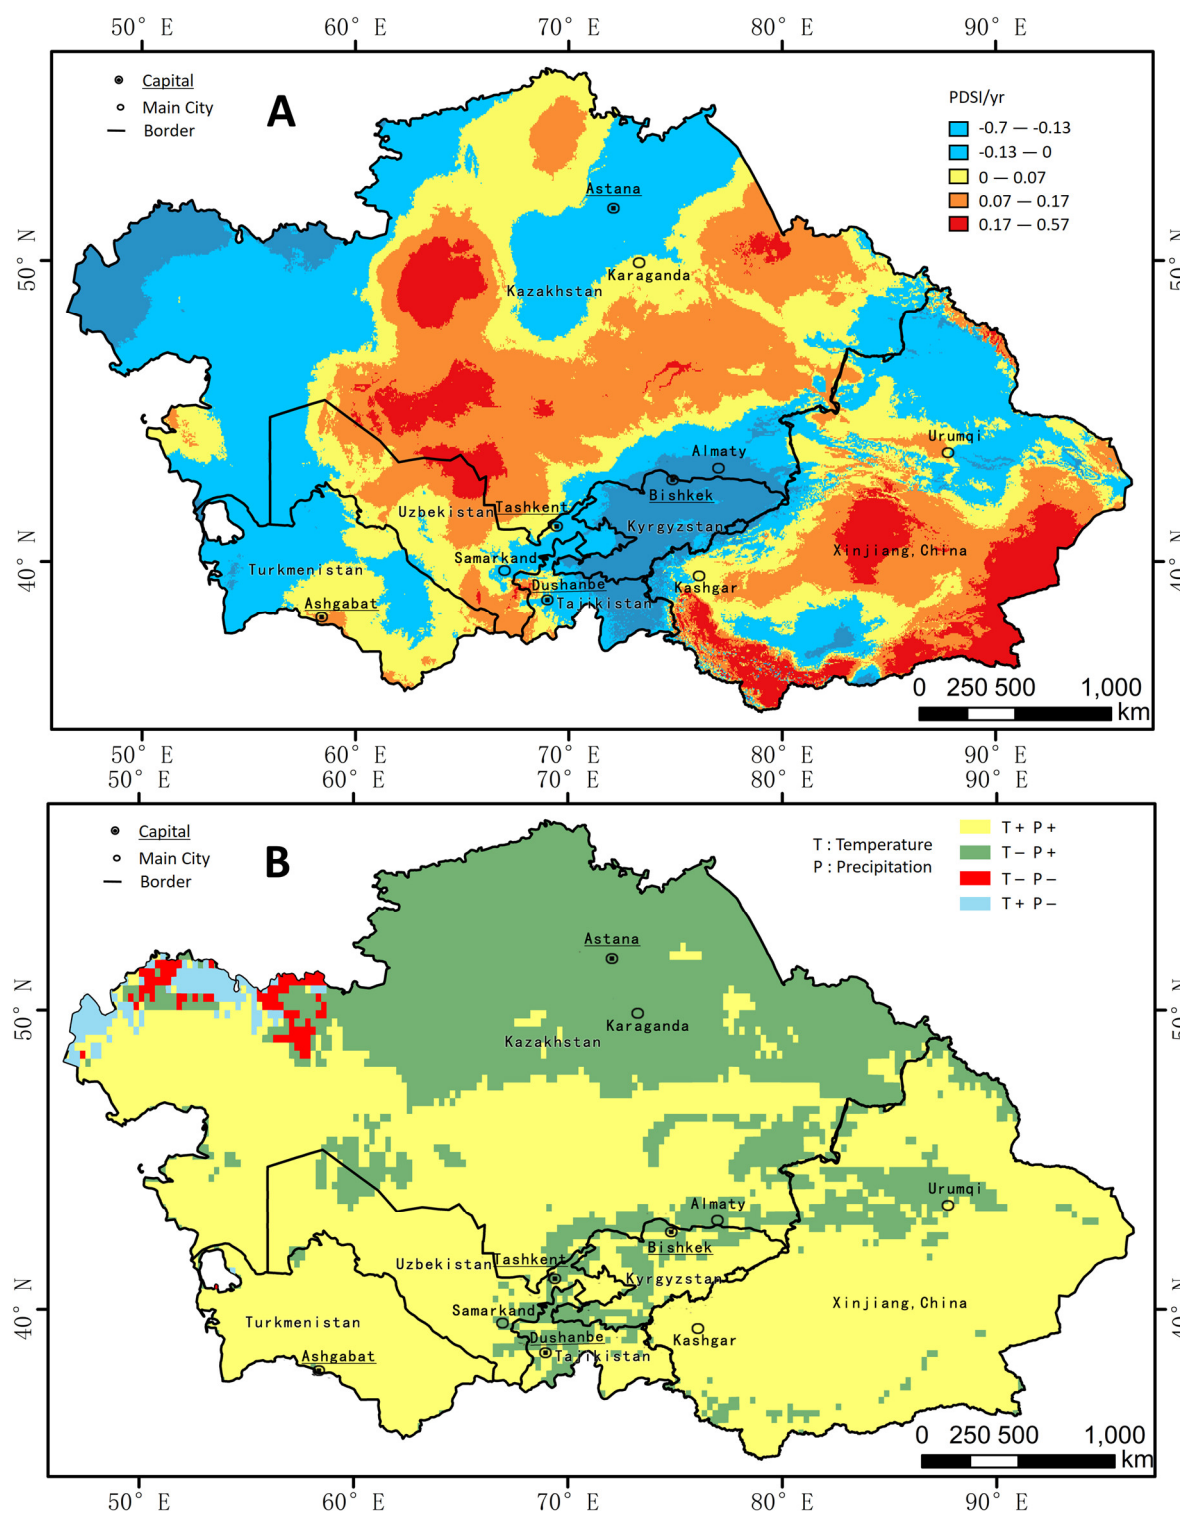 50° E 60° E 70° E 80° E 90° E
Capital
Main City
Border
A
PDSI/yr
-0.7 — -0.13
-0.13 — 0
0 — 0.07
0.07 — 0.17
0.17 — 0.57
Astana
50° N
50° N
Karaganda
Kazakhstan
Urumqi
Almaty
Bishkek
Uzbekistan
Tashkent
Kyrgyzstan
Xinjiang,China
Samarkand
40° N
40° N
Turkmenistan
Dushanbe
Kashgar
Ashgabat
Tajikistan
0 250 500 1,000
km
50° E 60° E 70° E 80° E 90° E
50° E 60° E 70° E 80° E 90° E
Capital
Main City
Border
B
T : Temperature
P : Precipitation
T + P +
T – P +
T – P –
T + P –
Astana
50° N
50° N
Karaganda
Kazakhstan
Urumqi
Almaty
Bishkek
Uzbekistan
Tashkent
Kyrgyzstan
Xinjiang,China
Samarkand
40° N
40° N
Turkmenistan
Dushanbe
Kashgar
Ashgabat
Tajikistan
0 250 500 1,000
km
50° E 60° E 70° E 80° E 90° E